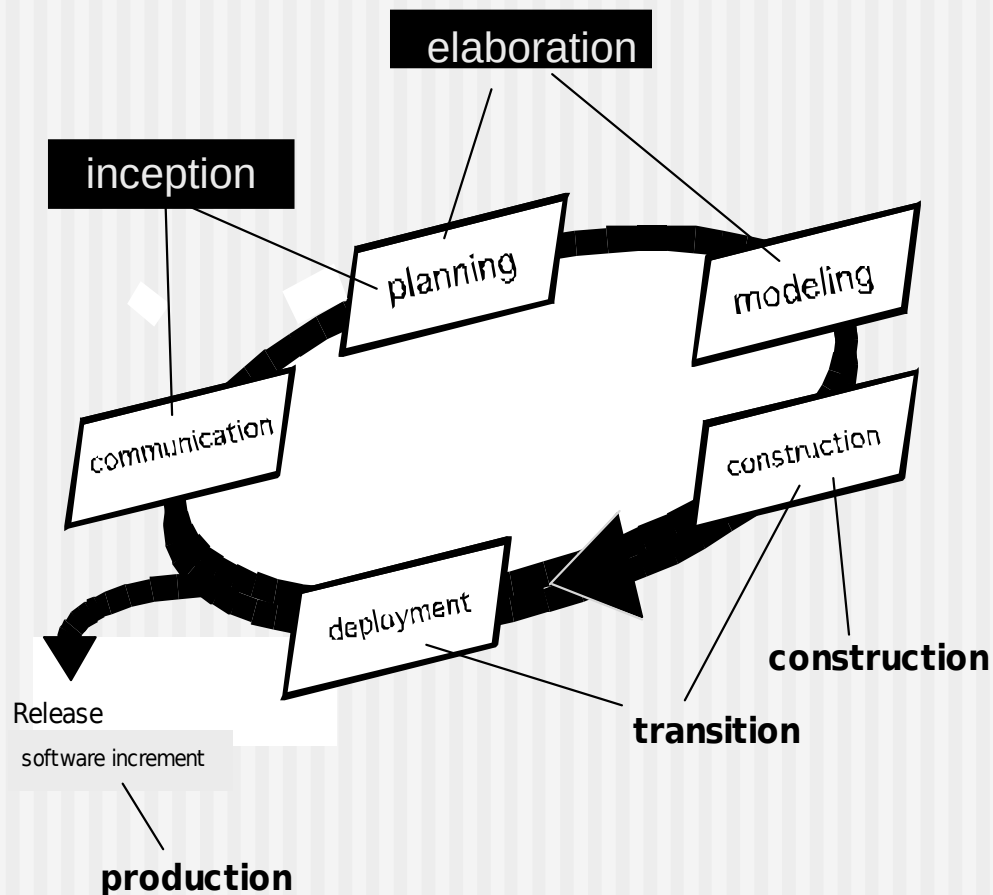 elaboration
inception
planning
modeling
communication
construction
deployment
construction
Release
transition
software increment
production